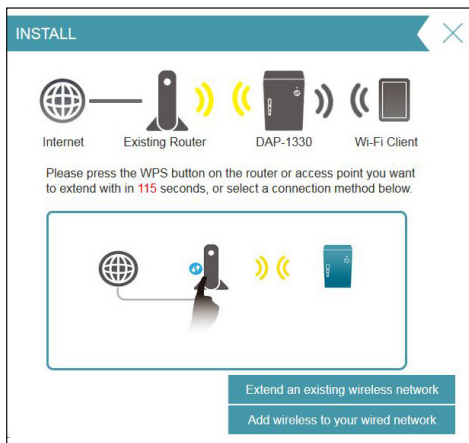 INSTALL
Internet Existing Router DAP-1330 Wi-Fi Client
Please press the WPS button on the router or access point you want
to extend with in 115 seconds, or select a connection method below.
Extend an existing wireless network
Add wireless to your wired network